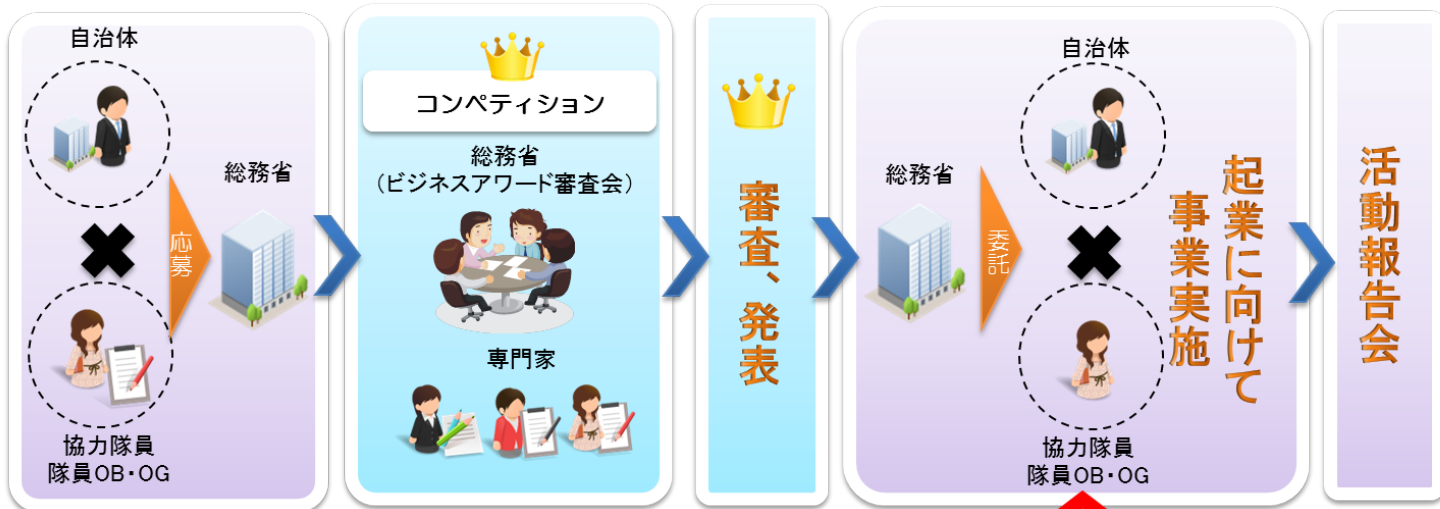 自治体
応募
総務省
協力隊員
隊員OB・OG
コンペティション
総務省
（ビジネスアワード審査会）
専門家
審査、発表
総務省
委託
自治体
協力隊員
隊員OB・OG
起業に向けて
事業実施
活動報告会